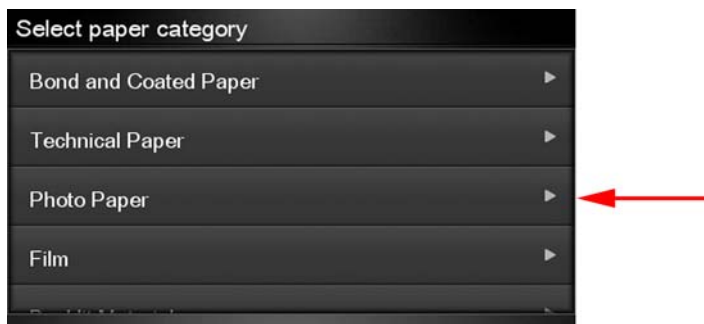 Select paper category
Bond and Coated Paper
Technical Paper
Photo Paper
Film